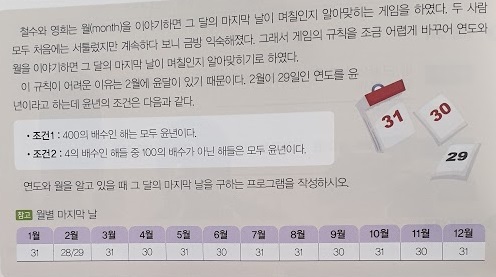 철수와 영희는 월(month)을 이야기하면 그 달의 마지막 날이 며칠인지 알아맞히는 게임을 하였다. 두 사람
모두 처음에는 서툴렀지만 계속하다 보니 금방 익숙해졌다. 그래서 게임의 규칙을 조금 어렵게 바꾸어 연도와
월을 이야기하면 그 달의 마지막 날이 며칠인지 알아맞히기로 하였다.
이 규칙이 어려운 이유는 2월에 윤달이 있기 때문이다. 2월이 29일인 연도를 윤
년이라고 하는데 윤년의 조건은 다음과 같다.
31
30
29
• 조건1 : 400의 배수인 해는 모두 윤년이다.
• 조건2 : 4의 배수인 해들 중 100의 배수가 아닌 해들은 모두 윤년이다.
연도와 월을 알고 있을 때 그 달의 마지막 날을 구하는 프로그램을 작성하시오.
참고 월별 마지막 날
1월 2월 3월 4월 5월 6월 7월 8월 9월 10월 11월 12월
31 28/29 31 30 31 30 31 31 30 31 30 31